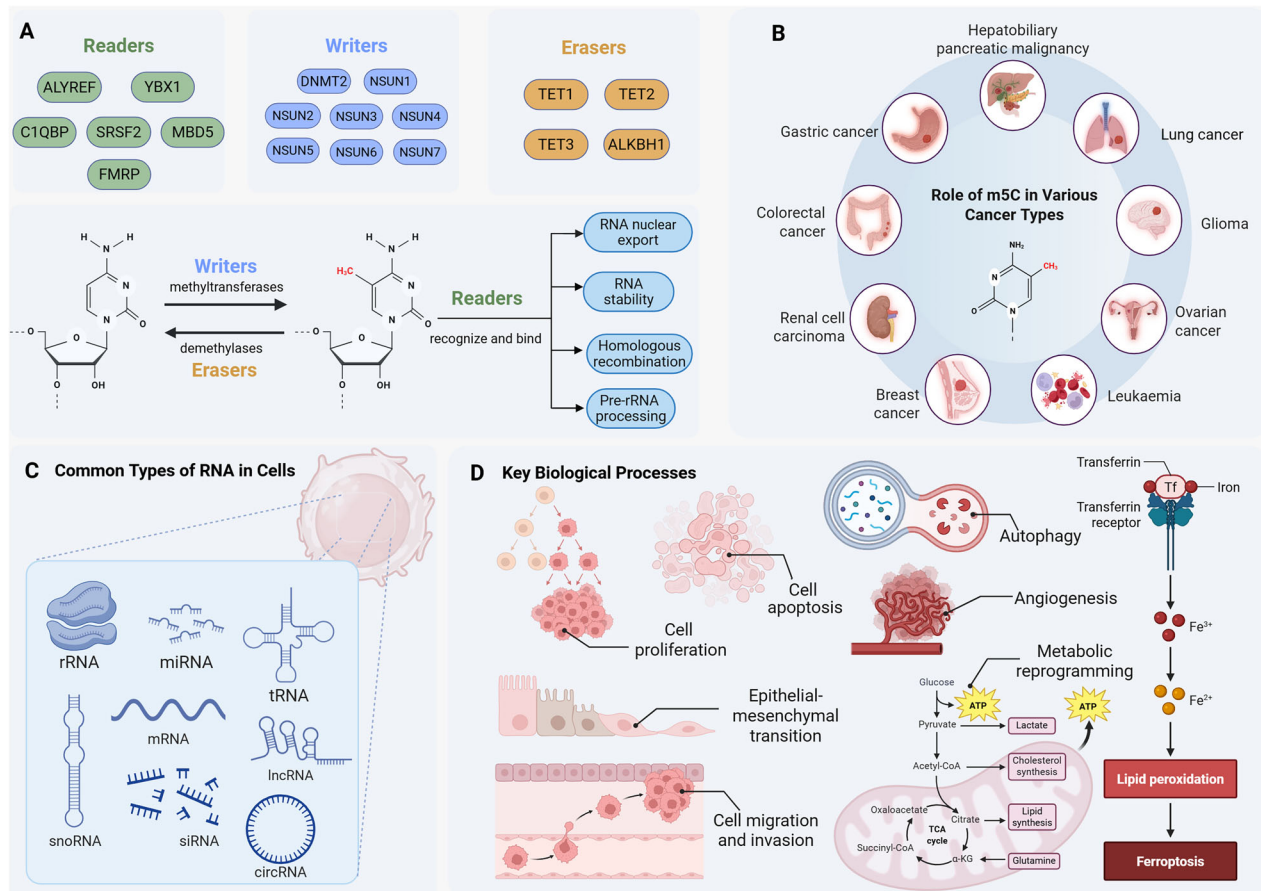 A
Readers
ALYREF
YBX1
C1QBP
SRSF2
MBD5
FMRP
Writers
DNMT2
NSUN1
NSUN2
NSUN3
NSUN4
NSUN5
NSUN6
NSUN7
Erasers
TET1
TET2
TET3
ALKBH1
H
H
N
N
N
O
O
O
O
OH
Writers
methyltransferases
demethylases
Erasers
H
H
N
H₃C
N
N
O
O
O
O
OH
Readers
recognize and bind
RNA nuclear
export
RNA
stability
Homologous
recombination
Pre-rRNA
processing
B
Hepatobiliary
pancreatic malignancy
Gastric cancer
Lung cancer
Colorectal
cancer
Glioma
Renal cell
carcinoma
Ovarian
cancer
Breast
cancer
Leukaemia
Role of m5C in Various
Cancer Types
NH₂
CH₃
N
N
O
C
Common Types of RNA in Cells
rRNA
miRNA
tRNA
snoRNA
mRNA
lncRNA
siRNA
circRNA
D
Key Biological Processes
Cell
proliferation
Cell
apoptosis
Autophagy
Angiogenesis
Epithelial-
mesenchymal
transition
Cell migration
and invasion
Metabolic
reprogramming
Glucose
ATP
ATP
Pyruvate
Lactate
Acetyl-CoA
Cholesterol
synthesis
Oxaloacetate
Citrate
Lipid
synthesis
TCA
cycle
Succinyl-CoA
α-KG
Glutamine
Transferrin
Tf
Iron
Transferrin
receptor
Fe³⁺
Fe²⁺
Lipid peroxidation
Ferroptosis